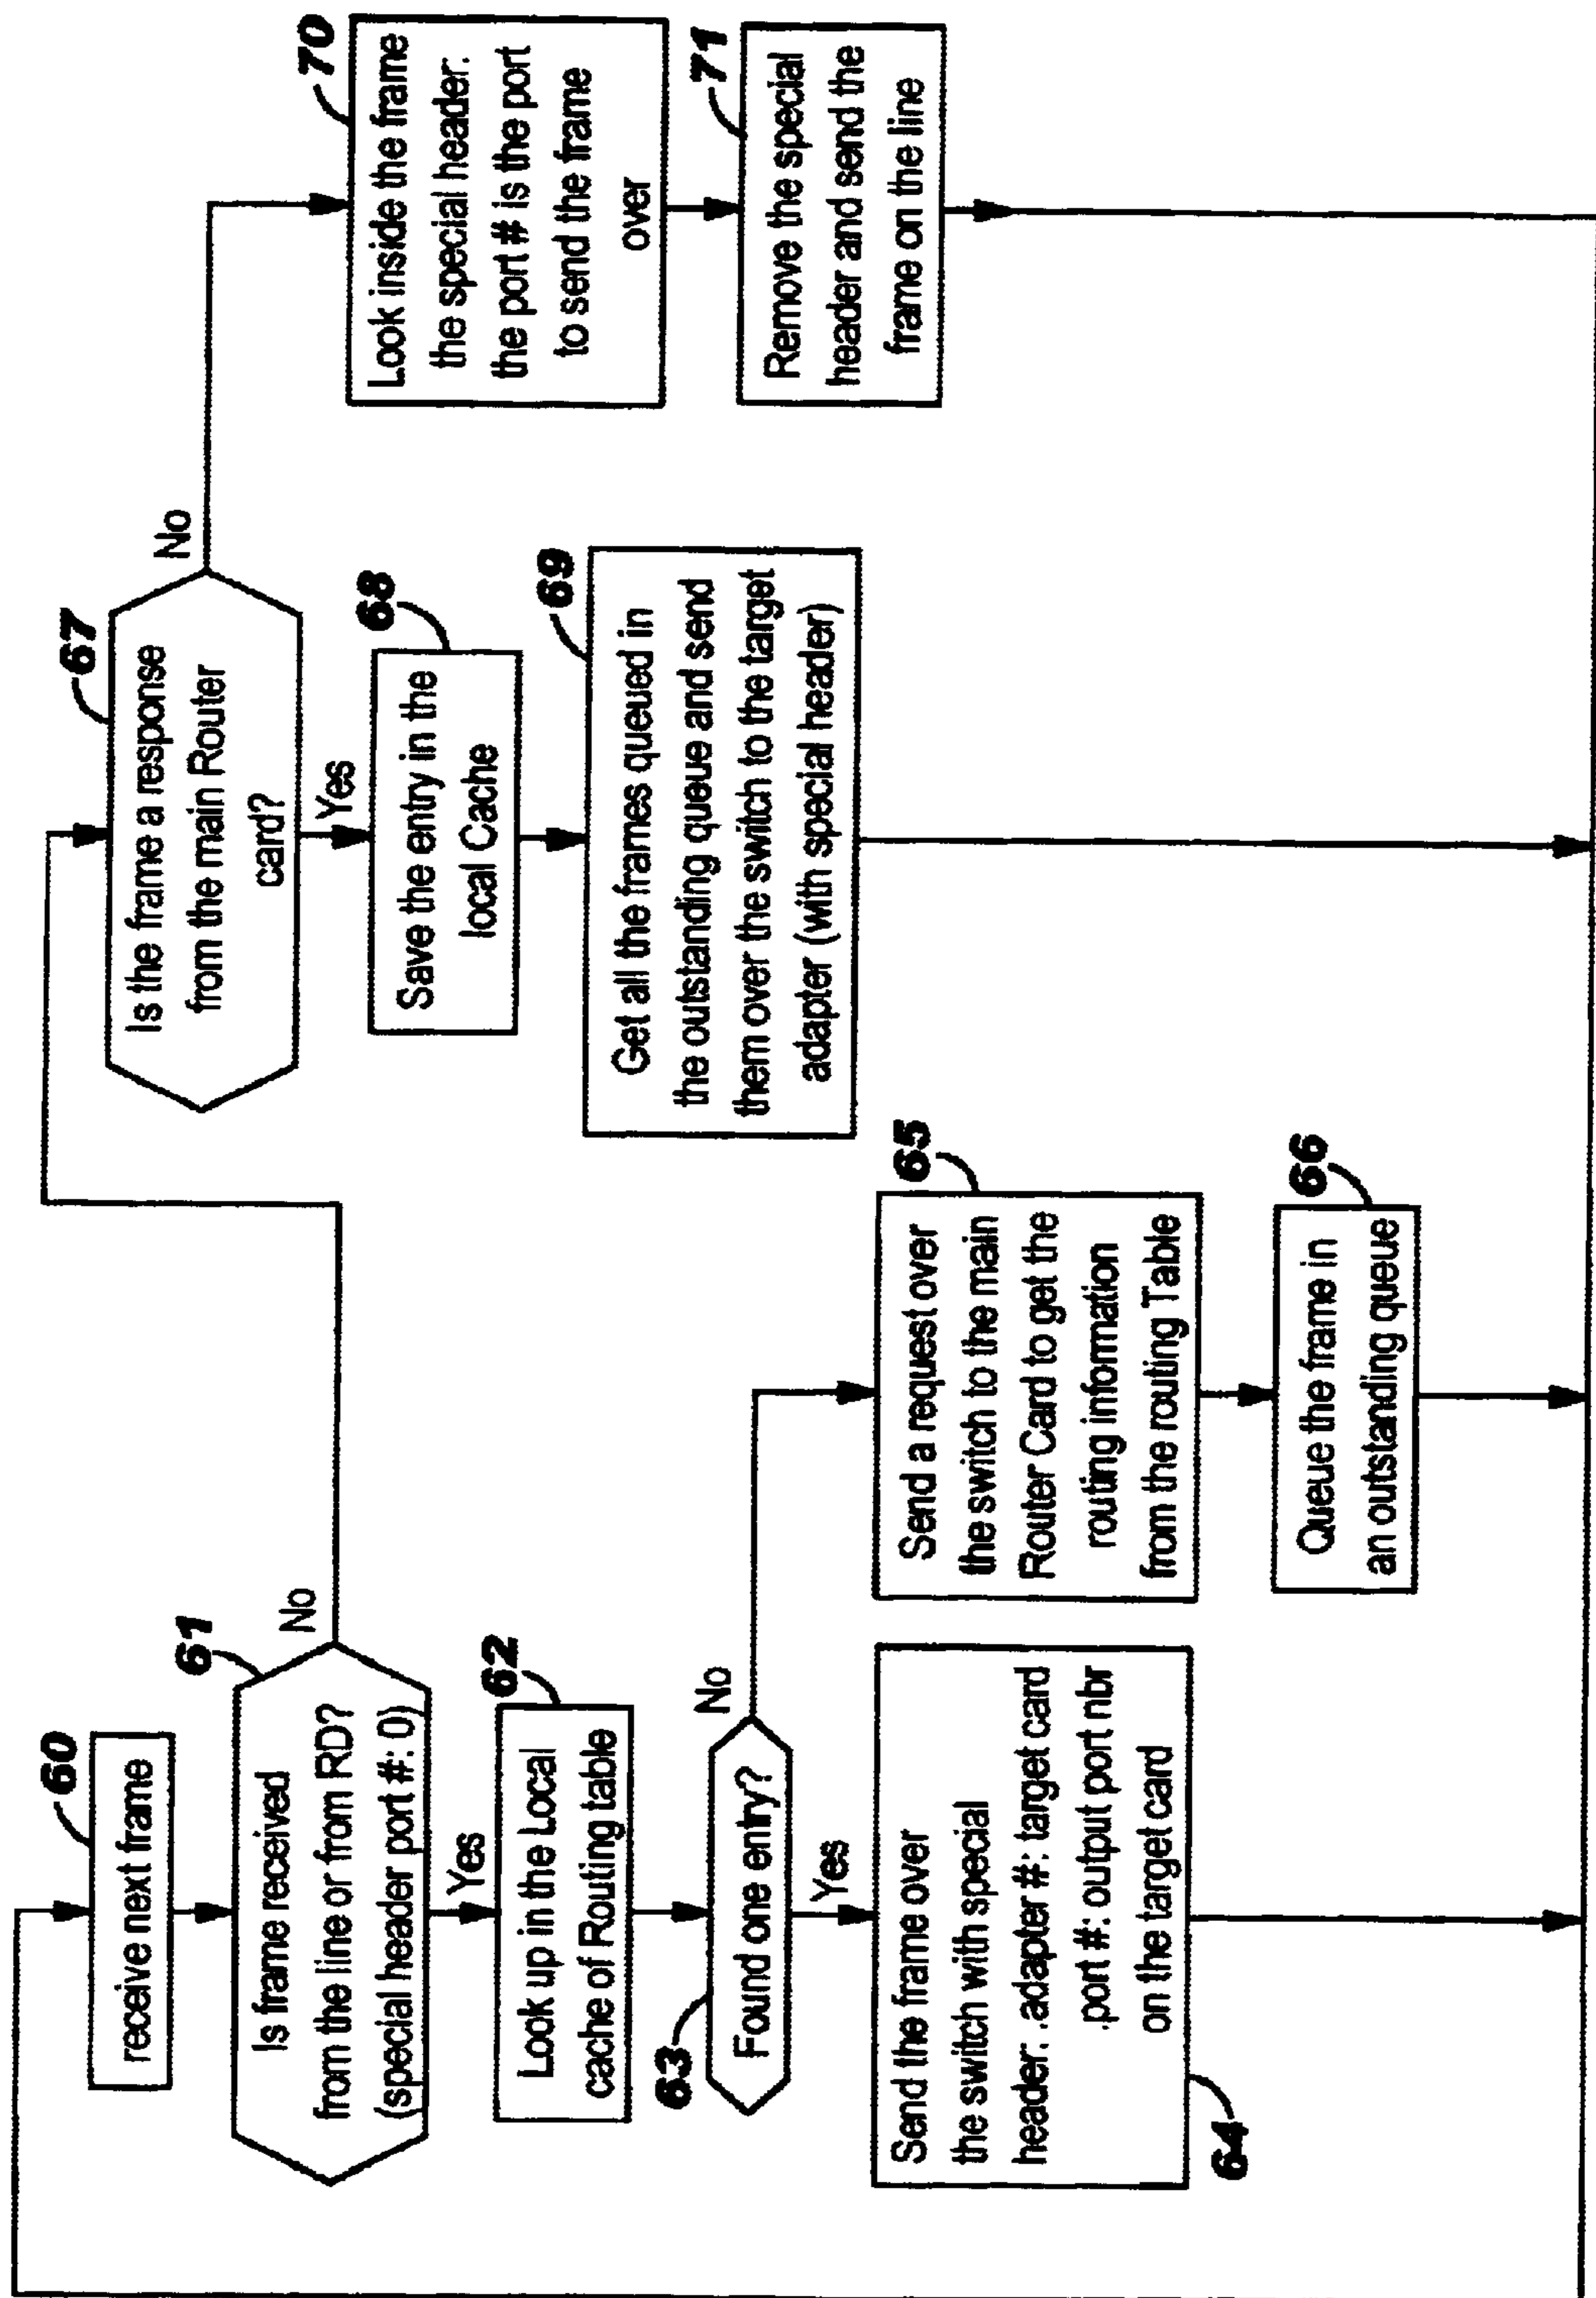 60
receive next frame
61
Is frame received
from the line or from RD?
(special header port #: 0)
No
Yes
62
Look up in the Local
cache of Routing table
63
Found one entry?
No
Yes
Send the frame over
the switch with special
header: .adapter #: target card
.port #: output port nbr
on the target card
64
65
Send a request over
the switch to the main
Router Card to get the
routing information
from the routing Table
66
Queue the frame in
an outstanding queue
67
Is the frame a response
from the main Router
card?
No
Yes
68
Save the entry in the
local Cache
69
Get all the frames queued in
the outstanding queue and send
them over the switch to the target
adapter (with special header)
70
Look inside the frame
the special header:
the port # is the port
to send the frame
over
71
Remove the special
header and send the
frame on the line